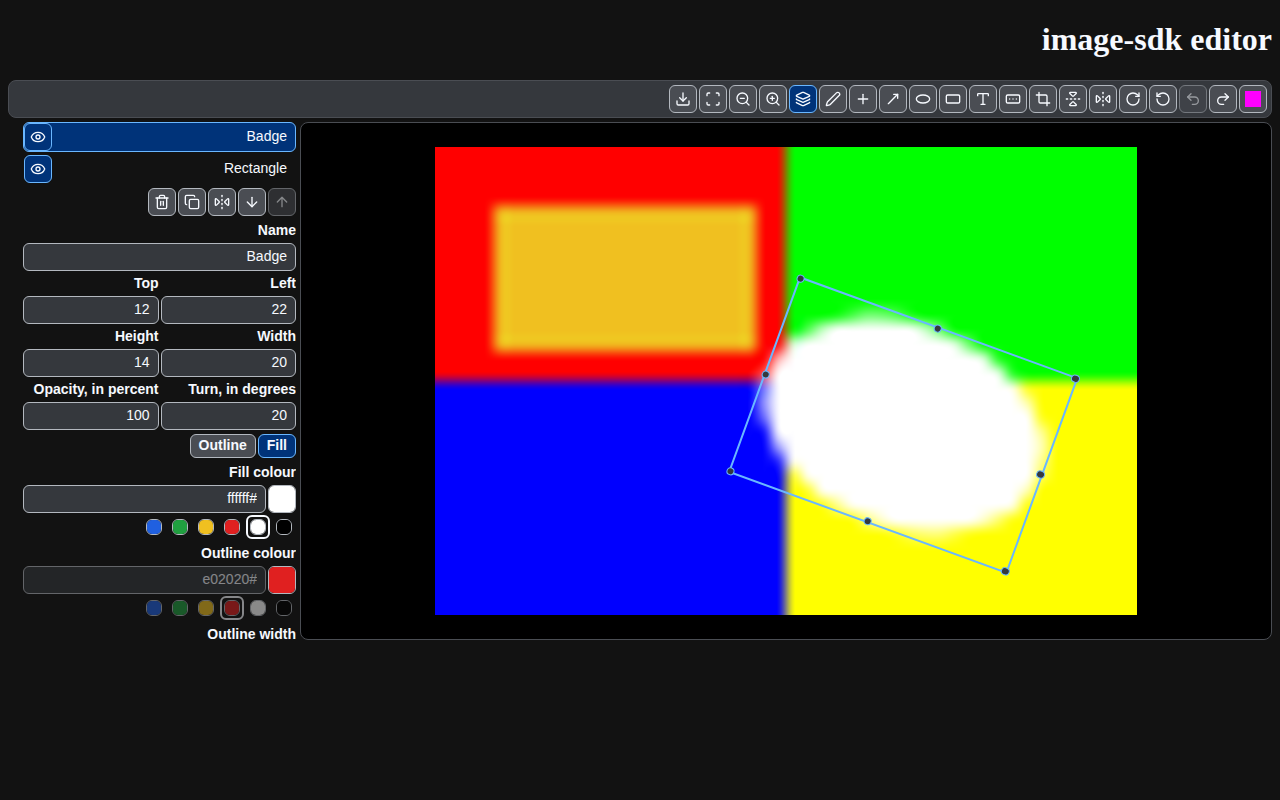 image-sdk editor
Badge
Rectangle
Name
Badge
Left Top
22 12
Width Height
20 14
Turn, in degrees Opacity, in percent
20 100
Fill Outline
Fill colour
ffffff#
Outline colour
e02020#
Outline width